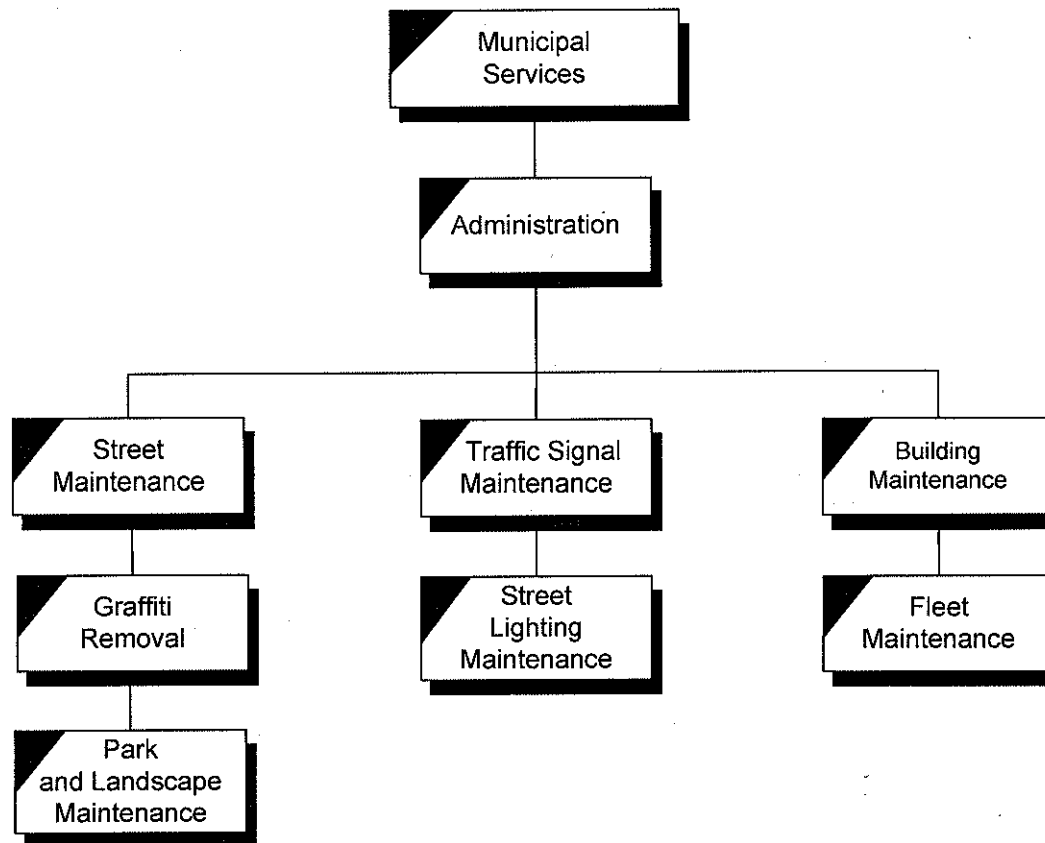 Municipal
Services
Administration
Street
Maintenance
Traffic Signal
Maintenance
Building
Maintenance
Graffiti
Removal
Street
Lighting
Maintenance
Fleet
Maintenance
Park
and Landscape
Maintenance